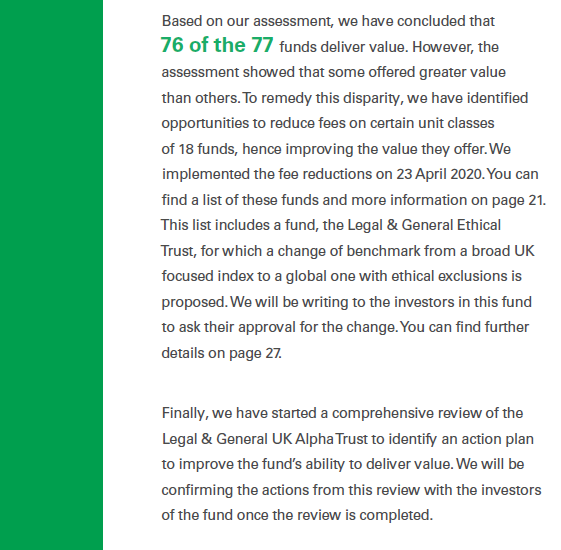 Based on our assessment, we have concluded that
76 of the 77 funds deliver value. However, the
assessment showed that some offered greater value
than others. To remedy this disparity, we have identified
opportunities to reduce fees on certain unit classes
of 18 funds, hence improving the value they offer. We
implemented the fee reductions on 23 April 2020. You can
find a list of these funds and more information on page 21.
This list includes a fund, the Legal & General Ethical
Trust, for which a change of benchmark from a broad UK
focused index to a global one with ethical exclusions is
proposed. We will be writing to the investors in this fund
to ask their approval for the change. You can find further
details on page 27.
Finally, we have started a comprehensive review of the
Legal & General UK Alpha Trust to identify an action plan
to improve the fund's ability to deliver value. We will be
confirming the actions from this review with the investors
of the fund once the review is completed.